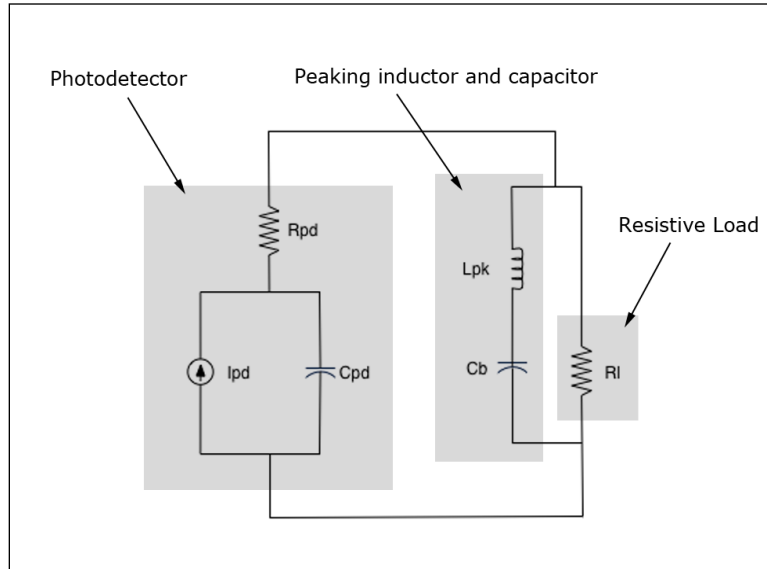 Photodetector
Peaking inductor and capacitor
Resistive Load
Rpd
Lpk
Ipd
Cpd
Cb
Rl